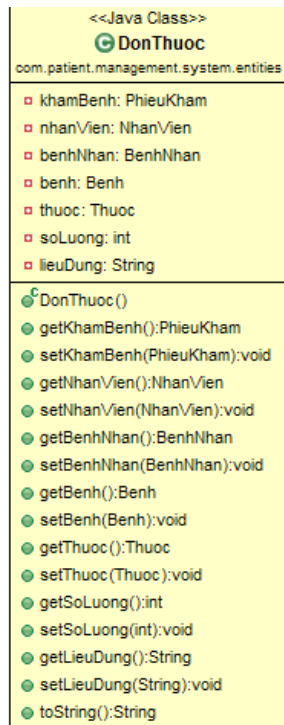 <<Java Class>>
DonThuoc
com.patient.management.system.entities
khamBenh: PhieuKham
nhanVien: NhanVien
benhNhan: BenhNhan
benh: Benh
thuoc: Thuoc
soLuong: int
lieuDung: String
DonThuoc()
getKhamBenh():PhieuKham
setKhamBenh(PhieuKham):void
getNhanVien():NhanVien
setNhanVien(NhanVien):void
getBenhNhan():BenhNhan
setBenhNhan(BenhNhan):void
getBenh():Benh
setBenh(Benh):void
getThuoc():Thuoc
setThuoc(Thuoc):void
getSoLuong():int
setSoLuong(int):void
getLieuDung():String
setLieuDung(String):void
toString():String